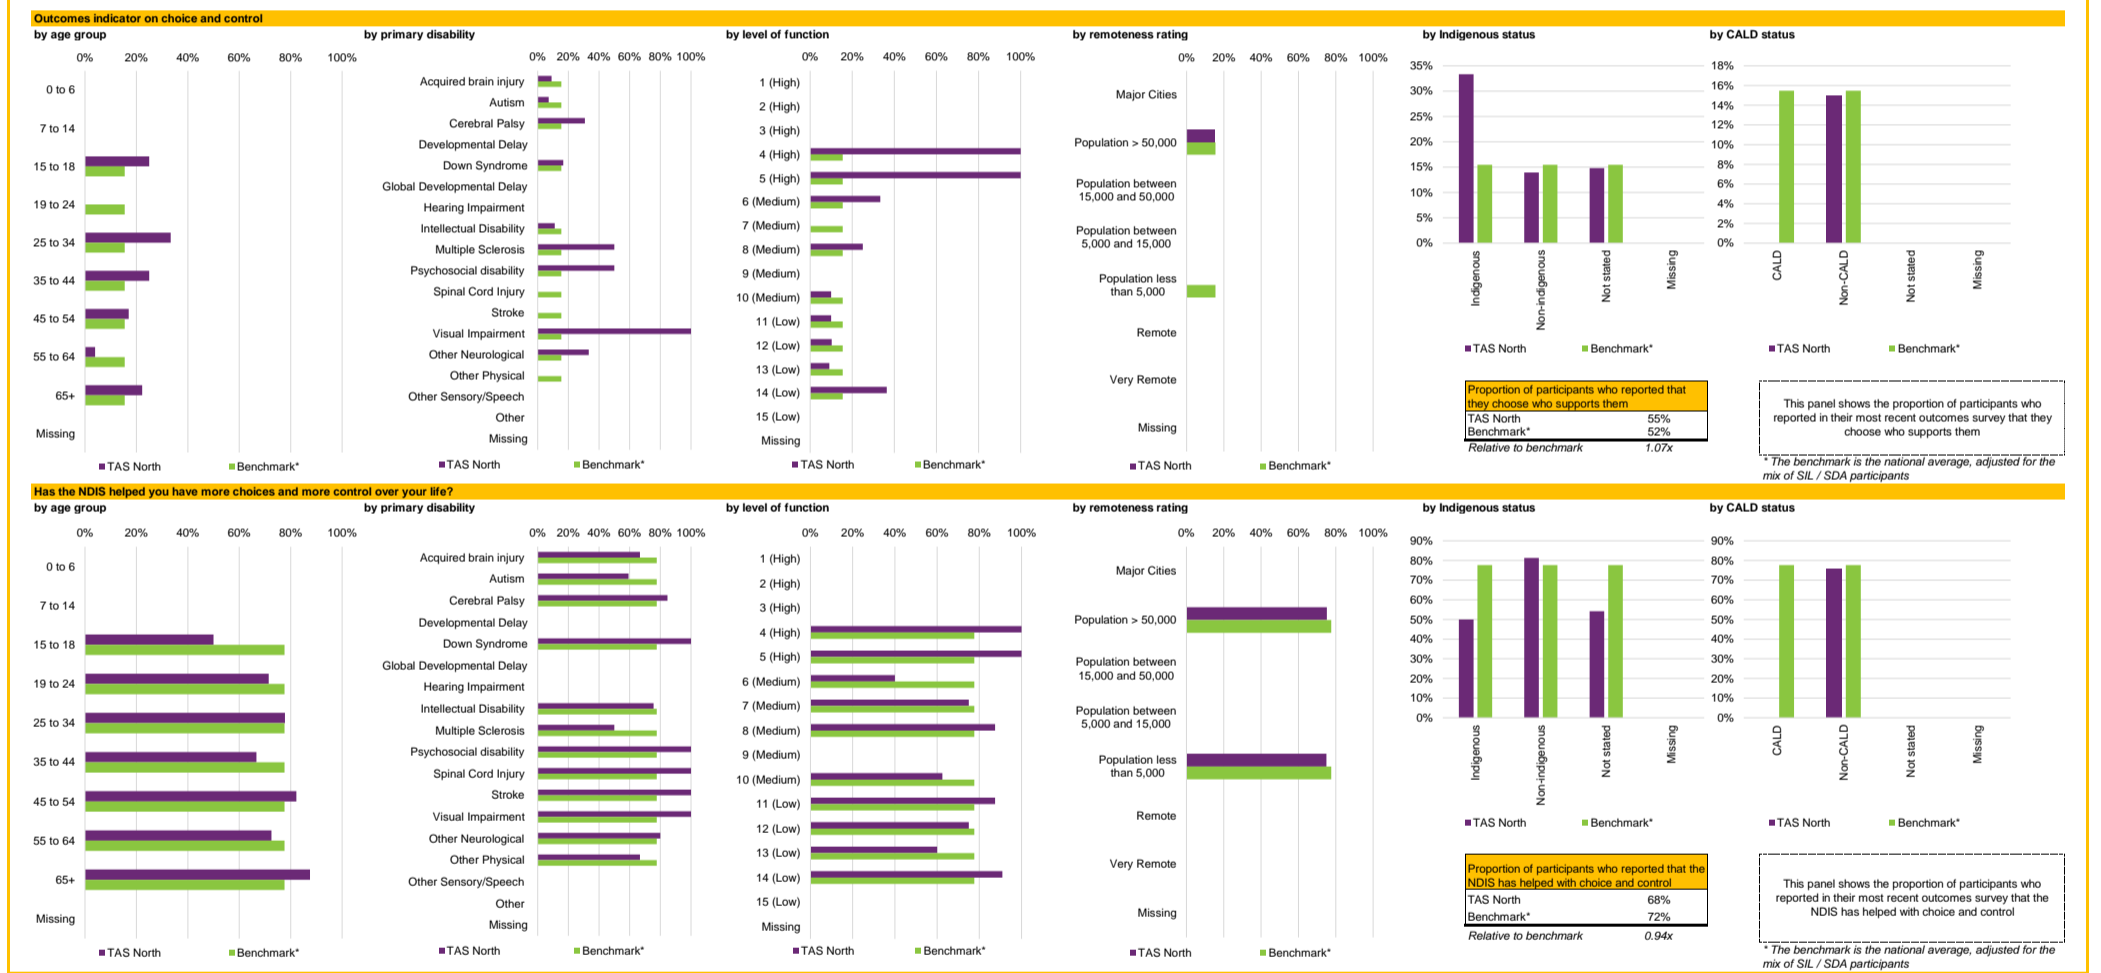 Outcomes indicator on choice and control
by age group
0% 20% 40% 60% 80% 100%
0 to 6
7 to 14
15 to 18
19 to 24
25 to 34
35 to 44
45 to 54
55 to 64
65+
Missing
TAS North Benchmark*
by primary disability
0% 20% 40% 60% 80% 100%
Acquired brain injury
Autism
Cerebral Palsy
Developmental Delay
Down Syndrome
Global Developmental Delay
Hearing Impairment
Intellectual Disability
Multiple Sclerosis
Psychosocial disability
Spinal Cord Injury
Stroke
Visual Impairment
Other Neurological
Other Physical
Other Sensory/Speech
Other
Missing
TAS North Benchmark*
by level of function
0% 20% 40% 60% 80% 100%
1 (High)
2 (High)
3 (High)
4 (High)
5 (High)
6 (Medium)
7 (Medium)
8 (Medium)
9 (Medium)
10 (Medium)
11 (Low)
12 (Low)
13 (Low)
14 (Low)
15 (Low)
Missing
TAS North Benchmark*
by remoteness rating
0% 20% 40% 60% 80% 100%
Major Cities
Population > 50,000
Population between
15,000 and 50,000
Population between
5,000 and 15,000
Population less
than 5,000
Remote
Very Remote
Missing
TAS North Benchmark*
by Indigenous status
35%
30%
25%
20%
15%
10%
5%
0%
Indigenous
Non-indigenous
Not stated
Missing
TAS North Benchmark*
by CALD status
18%
16%
14%
12%
10%
8%
6%
4%
2%
0%
CALD
Non-CALD
Not stated
Missing
TAS North Benchmark*
Proportion of participants who reported that
they choose who supports them
TAS North 55%
Benchmark* 52%
Relative to benchmark 1.07x
This panel shows the proportion of participants who
reported in their most recent outcomes survey that they
choose who supports them
* The benchmark is the national average, adjusted for the
mix of SIL / SDA participants
Has the NDIS helped you have more choices and more control over your life?
by age group
0% 20% 40% 60% 80% 100%
0 to 6
7 to 14
15 to 18
19 to 24
25 to 34
35 to 44
45 to 54
55 to 64
65+
Missing
TAS North Benchmark*
by primary disability
0% 20% 40% 60% 80% 100%
Acquired brain injury
Autism
Cerebral Palsy
Developmental Delay
Down Syndrome
Global Developmental Delay
Hearing Impairment
Intellectual Disability
Multiple Sclerosis
Psychosocial disability
Spinal Cord Injury
Stroke
Visual Impairment
Other Neurological
Other Physical
Other Sensory/Speech
Other
Missing
TAS North Benchmark*
by level of function
0% 20% 40% 60% 80% 100%
1 (High)
2 (High)
3 (High)
4 (High)
5 (High)
6 (Medium)
7 (Medium)
8 (Medium)
9 (Medium)
10 (Medium)
11 (Low)
12 (Low)
13 (Low)
14 (Low)
15 (Low)
Missing
TAS North Benchmark*
by remoteness rating
0% 20% 40% 60% 80% 100%
Major Cities
Population > 50,000
Population between
15,000 and 50,000
Population between
5,000 and 15,000
Population less
than 5,000
Remote
Very Remote
Missing
TAS North Benchmark*
by Indigenous status
90%
80%
70%
60%
50%
40%
30%
20%
10%
0%
Indigenous
Non-indigenous
Not stated
Missing
TAS North Benchmark*
by CALD status
90%
80%
70%
60%
50%
40%
30%
20%
10%
0%
CALD
Non-CALD
Not stated
Missing
TAS North Benchmark*
Proportion of participants who reported that the
NDIS has helped with choice and control
TAS North 68%
Benchmark* 72%
Relative to benchmark 0.94x
This panel shows the proportion of participants who
reported in their most recent outcomes survey that the
NDIS has helped with choice and control
* The benchmark is the national average, adjusted for the
mix of SIL / SDA participants